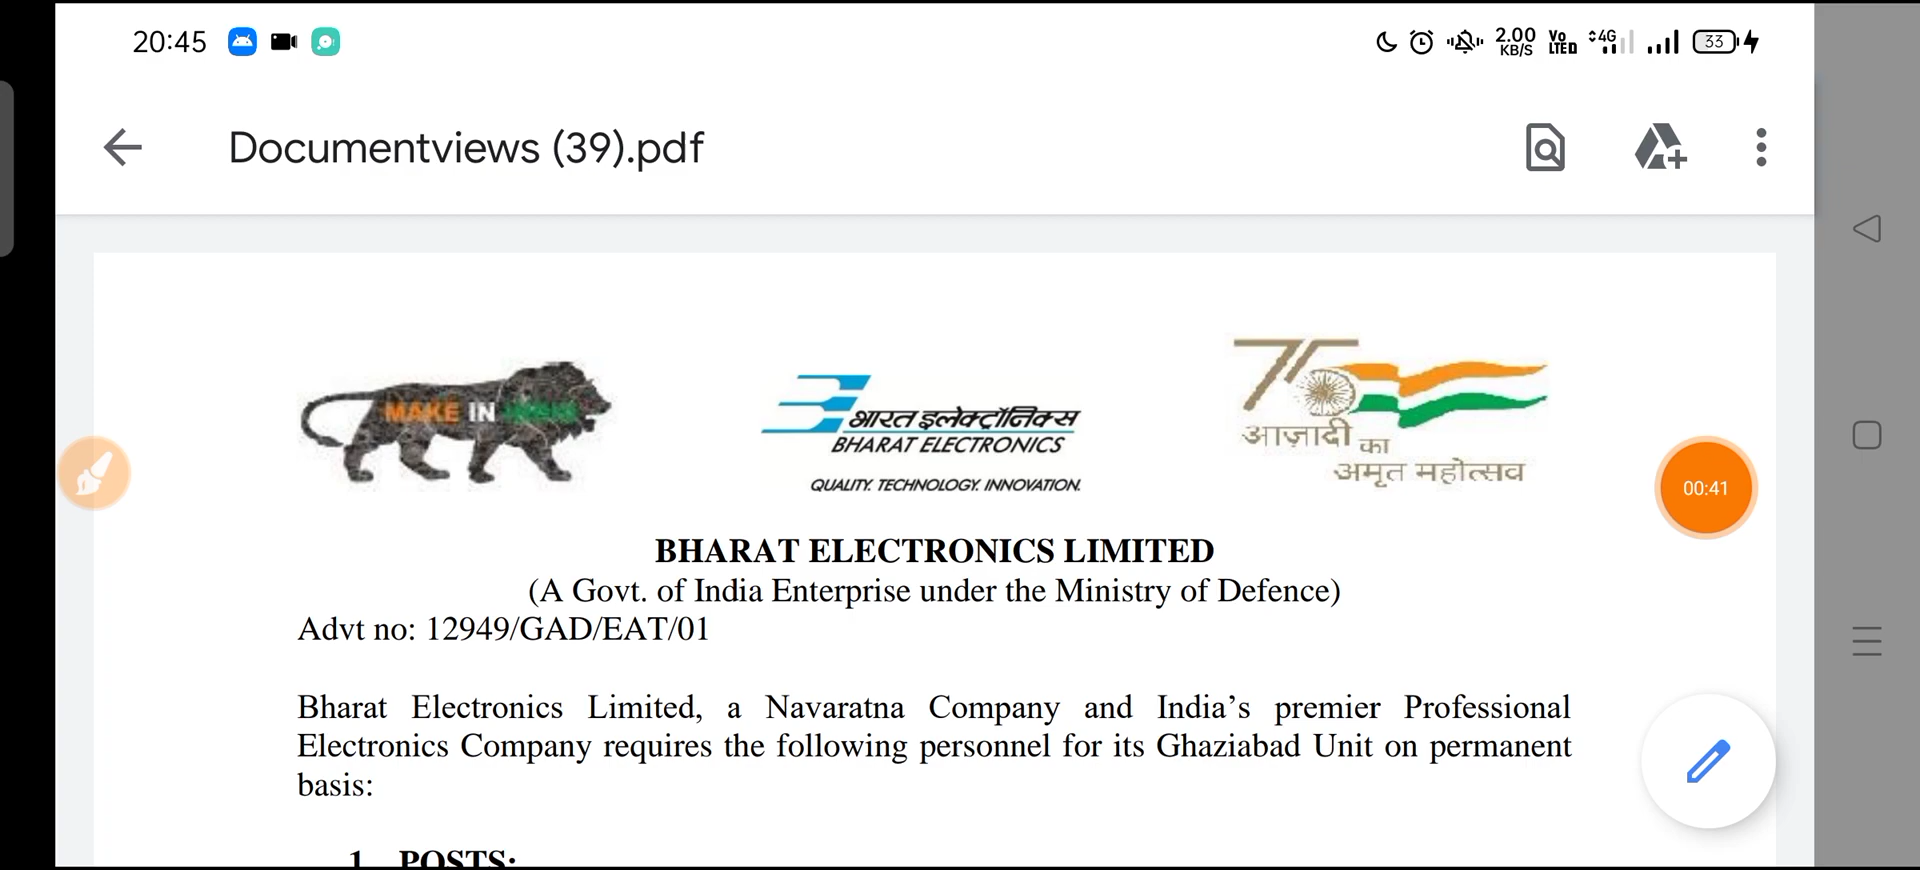 20:45
2.00
KB/S
Vo
LTE
4G
33
Documentviews (39).pdf
MAKE IN INDIA
भारत इलेक्ट्रॉनिक्स
BHARAT ELECTRONICS
QUALITY. TECHNOLOGY. INNOVATION.
75
आज़ादी का
अमृत महोत्सव
00:41
BHARAT ELECTRONICS LIMITED
(A Govt. of India Enterprise under the Ministry of Defence)
Advt no: 12949/GAD/EAT/01
Bharat Electronics Limited, a Navaratna Company and India’s premier Professional
Electronics Company requires the following personnel for its Ghaziabad Unit on permanent
basis:
1 POSTS: